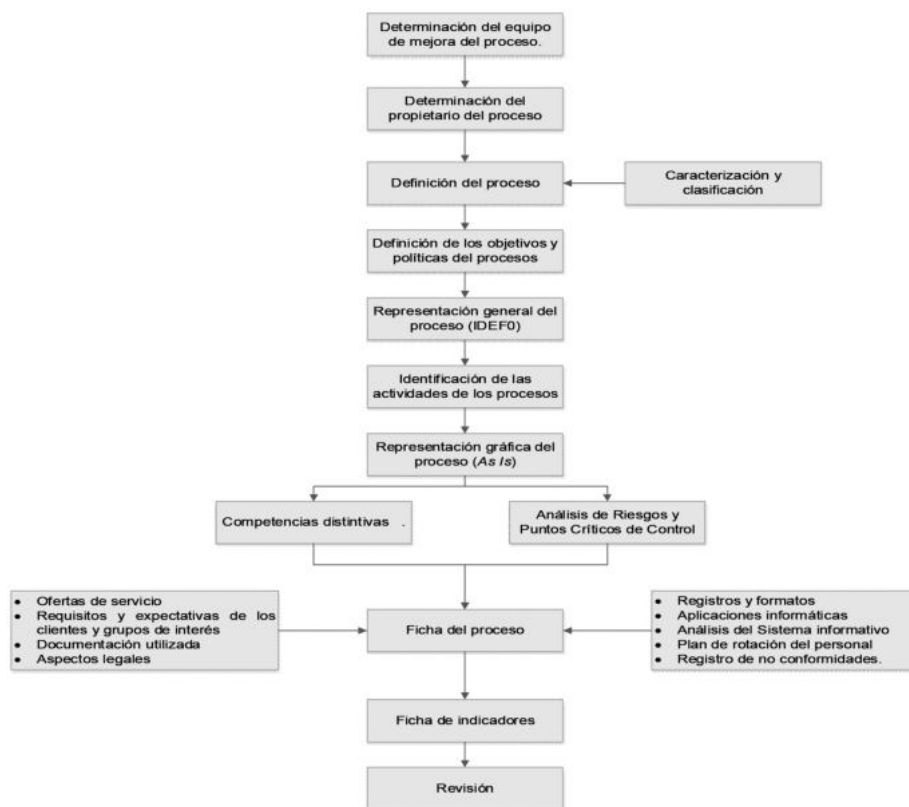 Determinación del equipo
de mejora del proceso.
Determinación del
propietario del proceso
Definición del proceso
Caracterización y
clasificación
Definición de los objetivos y
políticas del procesos
Representación general del
proceso (IDEF0)
Identificación de las
actividades de los procesos
Representación gráfica del
proceso (As Is)
Competencias distintivas .
Análisis de Riesgos y
Puntos Críticos de Control
• Ofertas de servicio
• Requisitos y expectativas de los
clientes y grupos de interés
• Documentación utilizada
• Aspectos legales
Ficha del proceso
• Registros y formatos
• Aplicaciones informáticas
• Análisis del Sistema informativo
• Plan de rotación del personal
• Registro de no conformidades.
Ficha de indicadores
Revisión